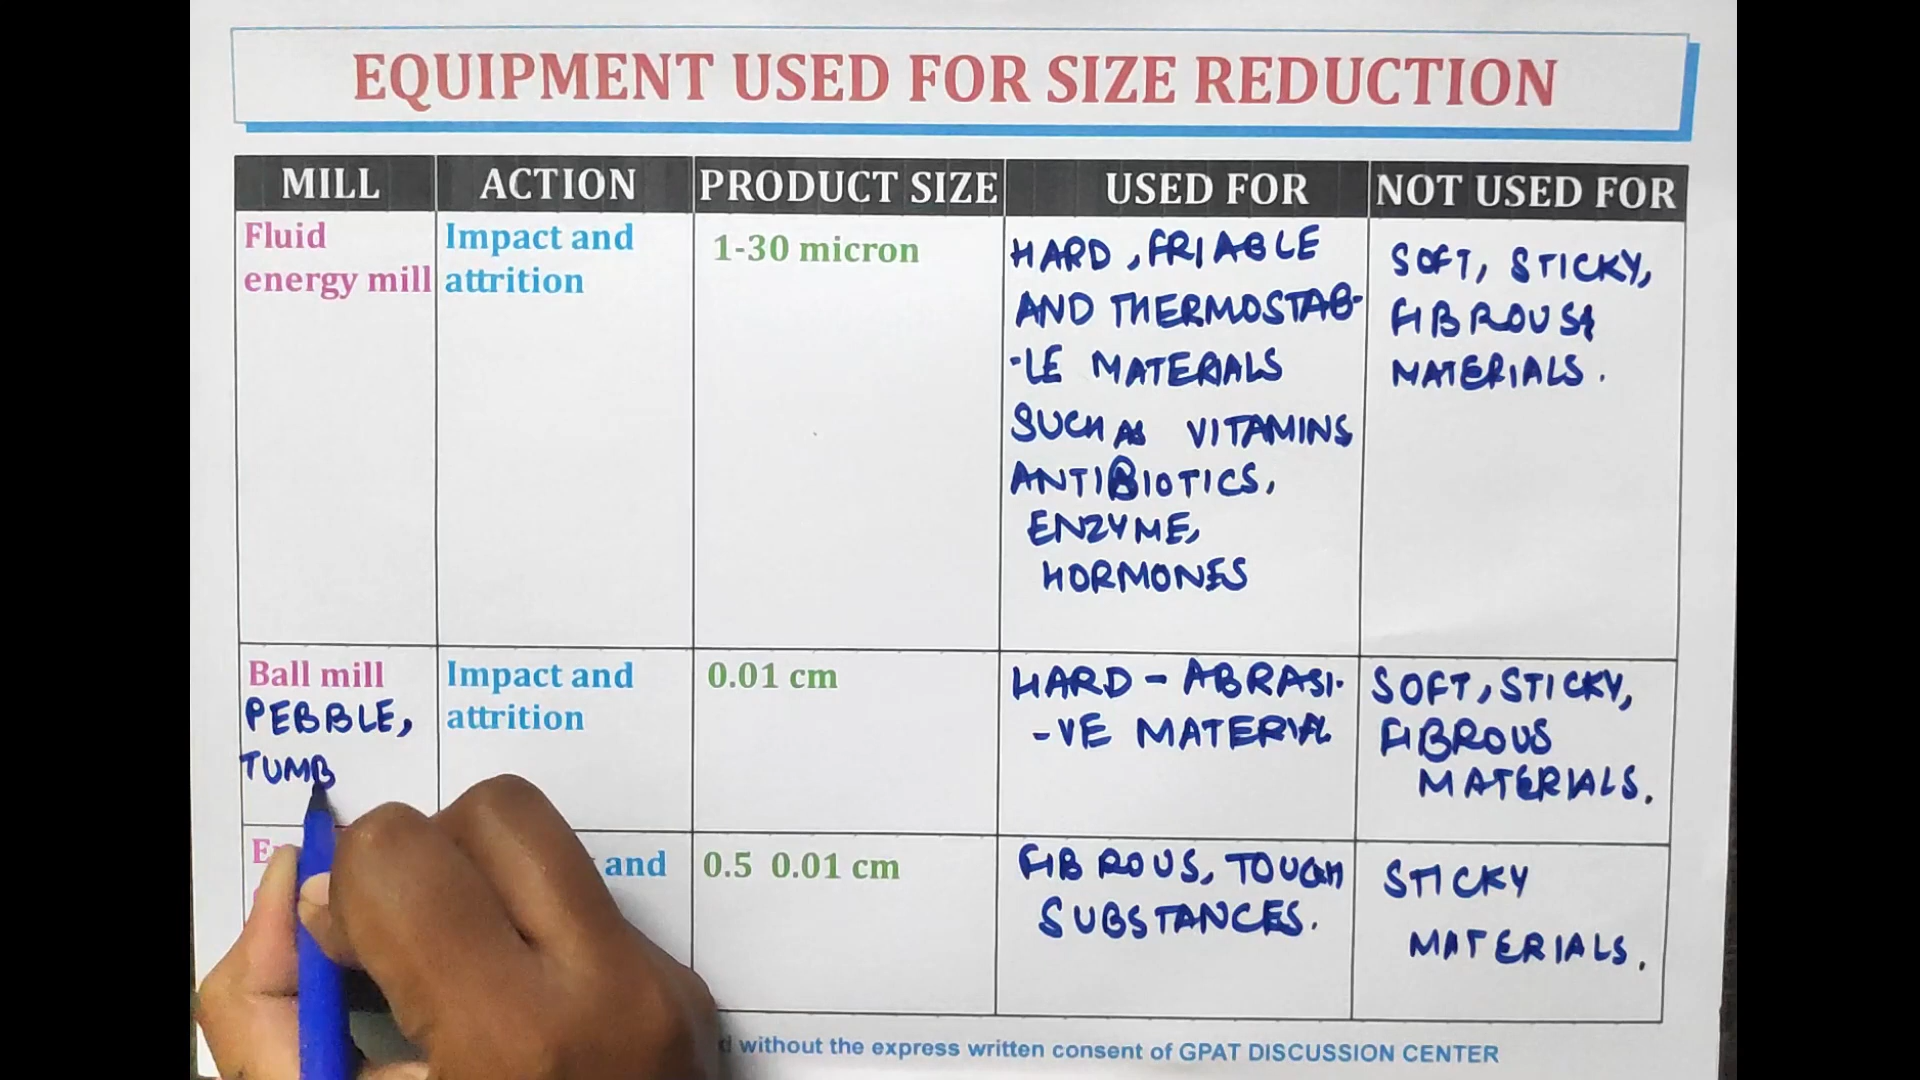 EQUIPMENT USED FOR SIZE REDUCTION
MILL ACTION PRODUCT SIZE USED FOR NOT USED FOR
Fluid
energy mill
Impact and
attrition
1-30 micron
HARD, FRIABLE
AND THERMOSTAB-
-LE MATERIALS
SUCH AS VITAMINS
ANTIBIOTICS,
ENZYME,
HORMONES
SOFT, STICKY,
FIBROUS
MATERIALS.
Ball mill
PEBBLE,
TUMB
Impact and
attrition
0.01 cm
HARD - ABRASI-
-VE MATERIAL
SOFT, STICKY,
FIBROUS
MATERIALS.
and
0.5 0.01 cm
FIBROUS, TOUGH
SUBSTANCES.
STICKY
MATERIALS.
without the express written consent of GPAT DISCUSSION CENTER